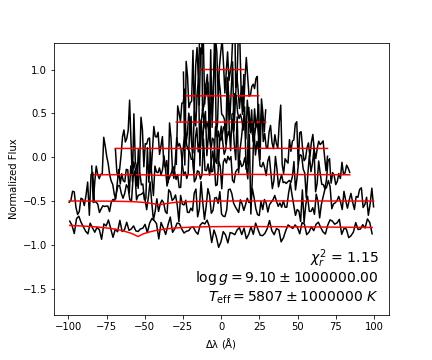 1.0
0.5
0.0
−0.5
−1.0
−1.5
Normalized Flux
χ²ᵣ = 1.15
log g = 9.10 ± 1000000.00
T_eff = 5807 ± 1000000 K
−100 −75 −50 −25 0 25 50 75 100
Δλ (Å)